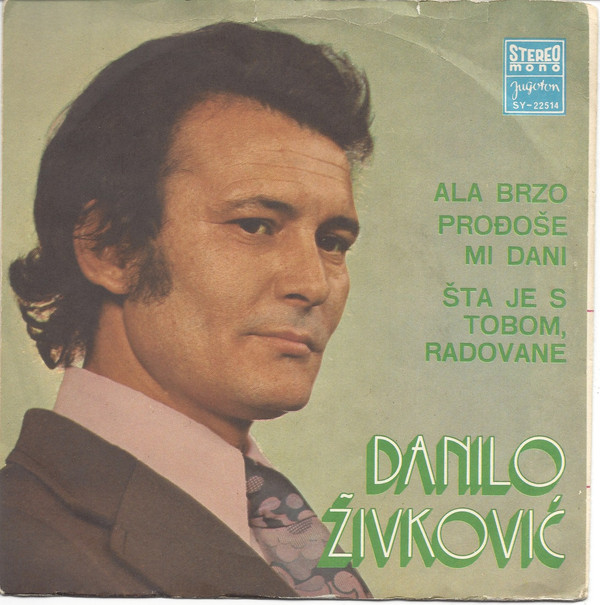 STEREO
mono
Jugoton
SY-22514
ALA BRZO
PROĐOŠE
MI DANI
ŠTA JE S
TOBOM,
RADOVANE
DANILO
ŽIVKOVIĆ